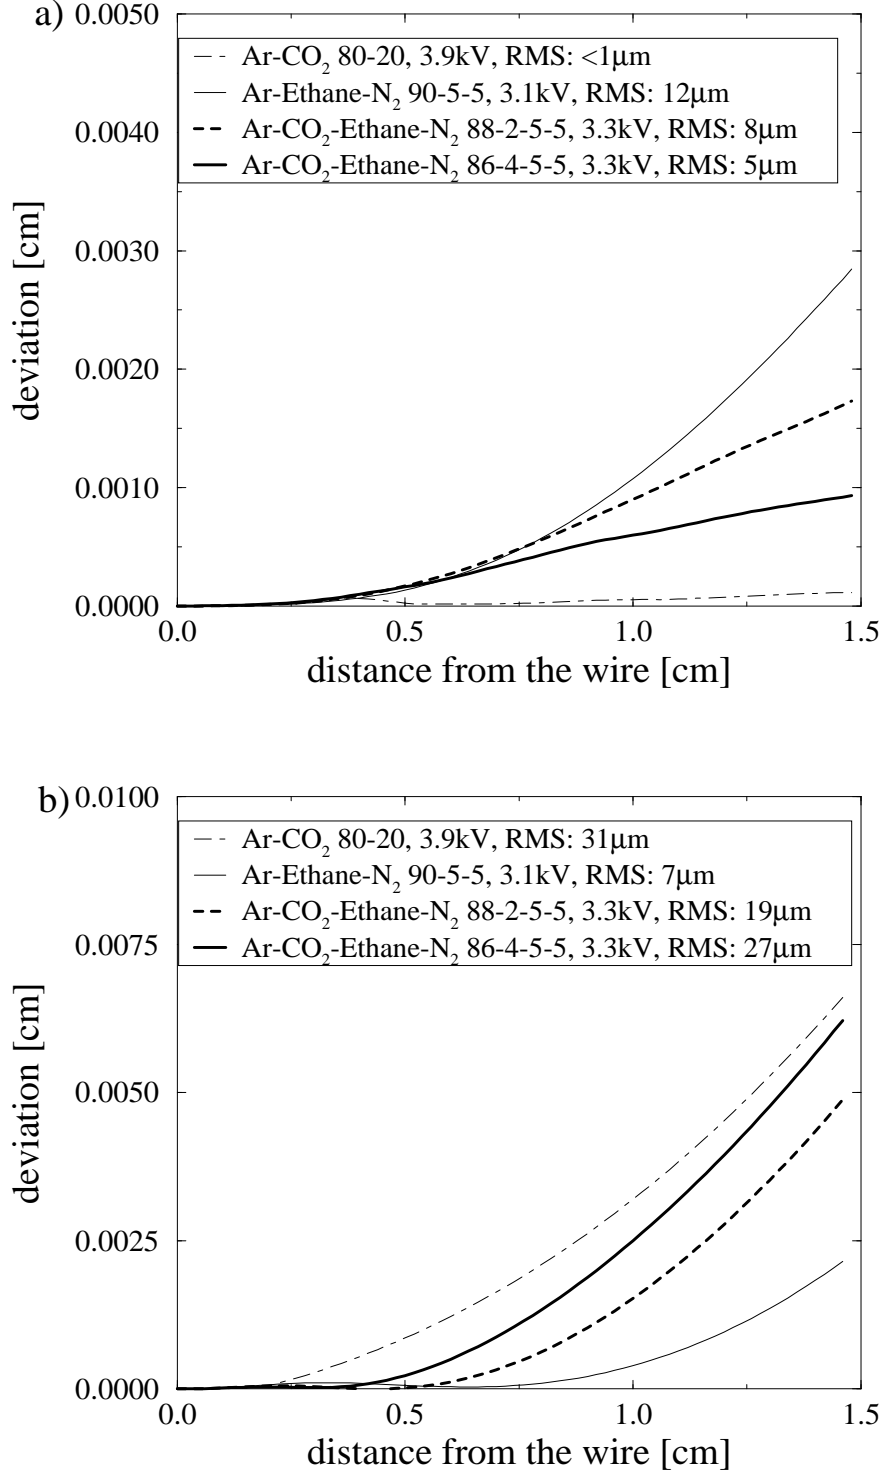 a)
0.0050
0.0040
0.0030
0.0020
0.0010
0.0000
deviation [cm]
Ar-CO₂ 80-20, 3.9kV, RMS: <1μm
Ar-Ethane-N₂ 90-5-5, 3.1kV, RMS: 12μm
Ar-CO₂-Ethane-N₂ 88-2-5-5, 3.3kV, RMS: 8μm
Ar-CO₂-Ethane-N₂ 86-4-5-5, 3.3kV, RMS: 5μm
0.0 0.5 1.0 1.5
distance from the wire [cm]
b)
0.0100
0.0075
0.0050
0.0025
0.0000
deviation [cm]
Ar-CO₂ 80-20, 3.9kV, RMS: 31μm
Ar-Ethane-N₂ 90-5-5, 3.1kV, RMS: 7μm
Ar-CO₂-Ethane-N₂ 88-2-5-5, 3.3kV, RMS: 19μm
Ar-CO₂-Ethane-N₂ 86-4-5-5, 3.3kV, RMS: 27μm
0.0 0.5 1.0 1.5
distance from the wire [cm]